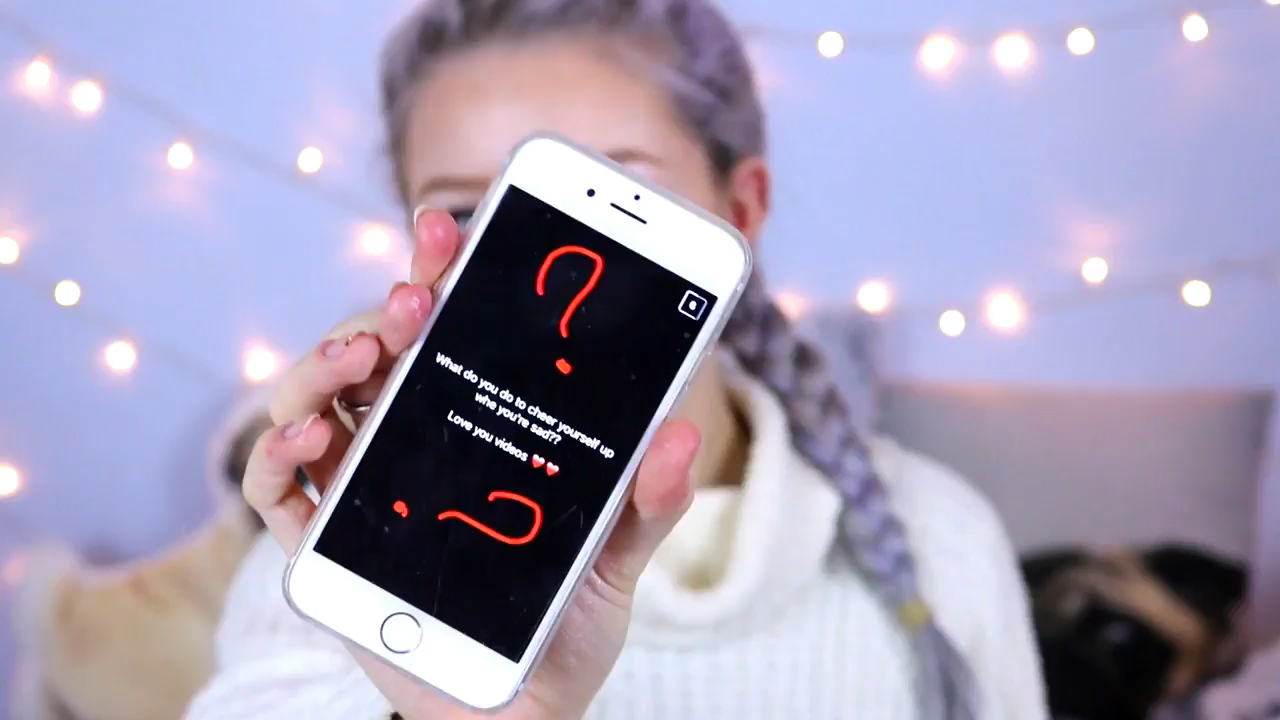 ?
What do you do to cheer yourself up
whe you're sad??
Love you videos ❤❤
?